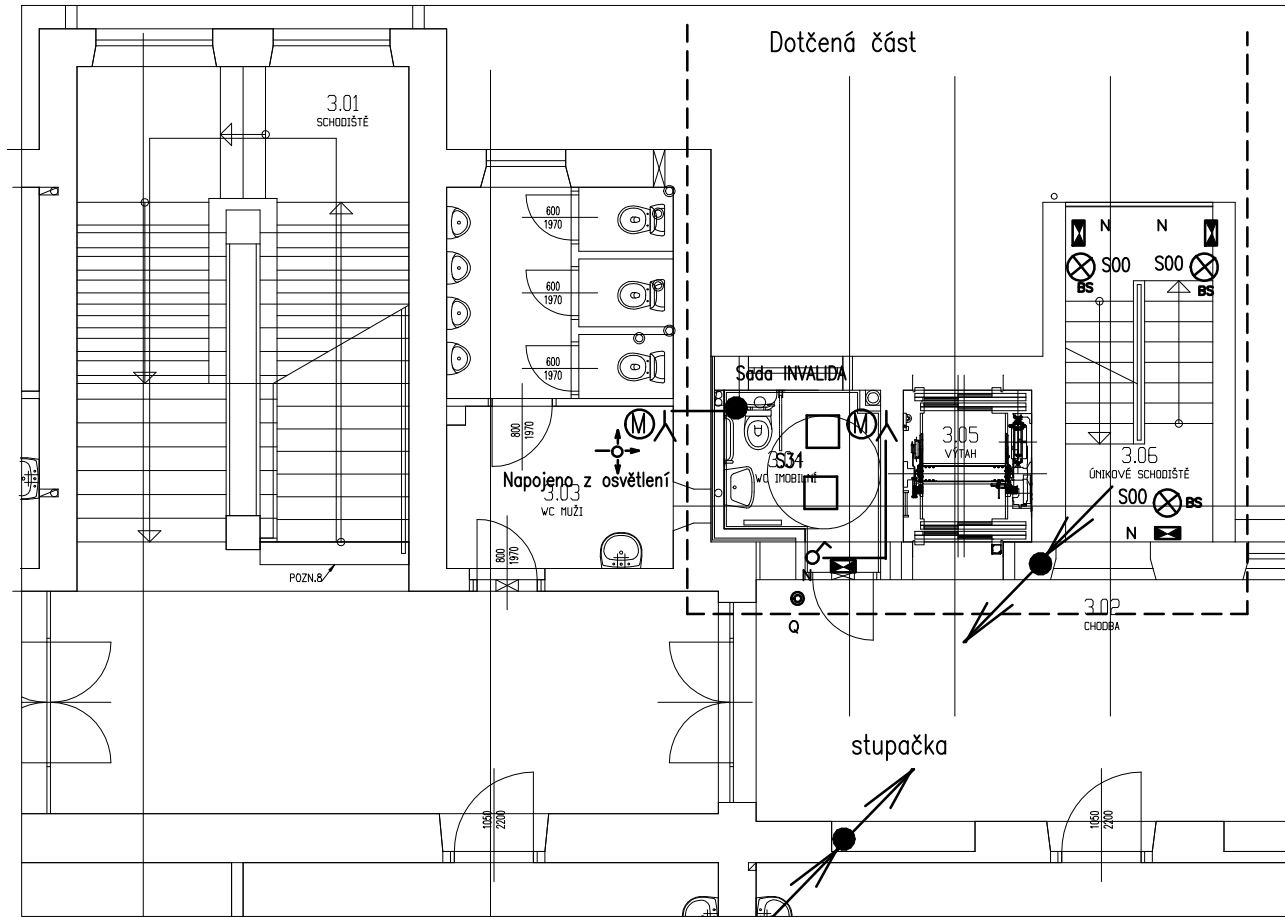 Dotčená část
3.01
SCHODIŠTĚ
600
1970
600
1970
600
1970
N
N
S00
S00
BS
BS
Sada INVALIDA
M
M
800
1970
3.05
VÝTAH
S31
WC IMOBILNÍ
3.06
ÚNIKOVÉ SCHODIŠTĚ
Napojeno z osvětlení
3.03
WC MUŽI
S00
BS
N
800
1970
POZN.8
N
Q
3.02
CHODBA
stupačka
1050
2200
1050
2200